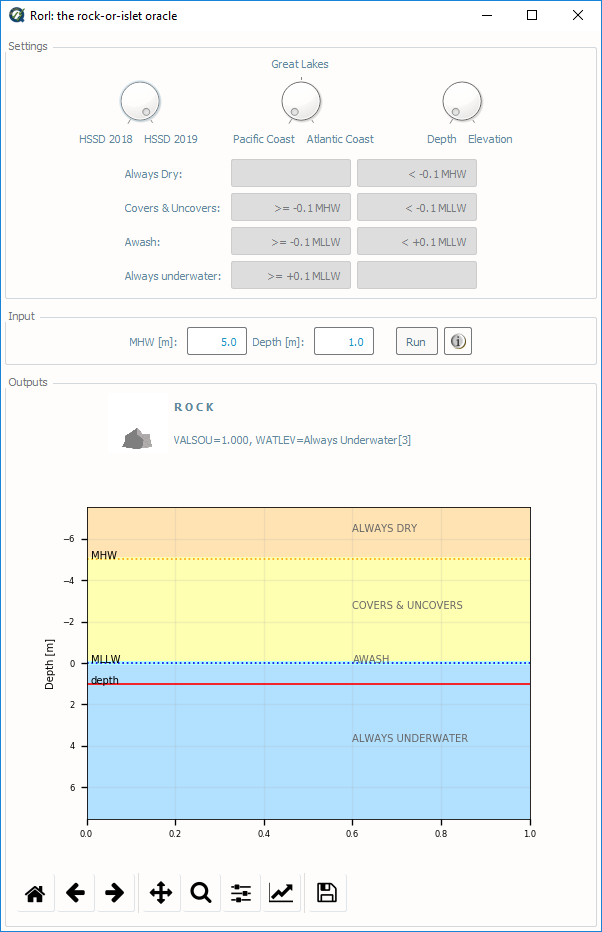 RorI: the rock-or-islet oracle
Settings
Great Lakes
HSSD 2018 HSSD 2019 Pacific Coast Atlantic Coast Depth Elevation
Always Dry: < -0.1 MHW
Covers & Uncovers: >= -0.1 MHW < -0.1 MLLW
Awash: >= -0.1 MLLW < +0.1 MLLW
Always underwater: >= +0.1 MLLW
Input
MHW [m]: 5.0 Depth [m]: 1.0 Run
Outputs
ROCK
VALSOU=1.000, WATLEV=Always Underwater[3]
ALWAYS DRY
−6
MHW
−4
COVERS & UNCOVERS
−2
MLLW AWASH
0
depth
2
ALWAYS UNDERWATER
4
6
Depth [m]
0.0 0.2 0.4 0.6 0.8 1.0